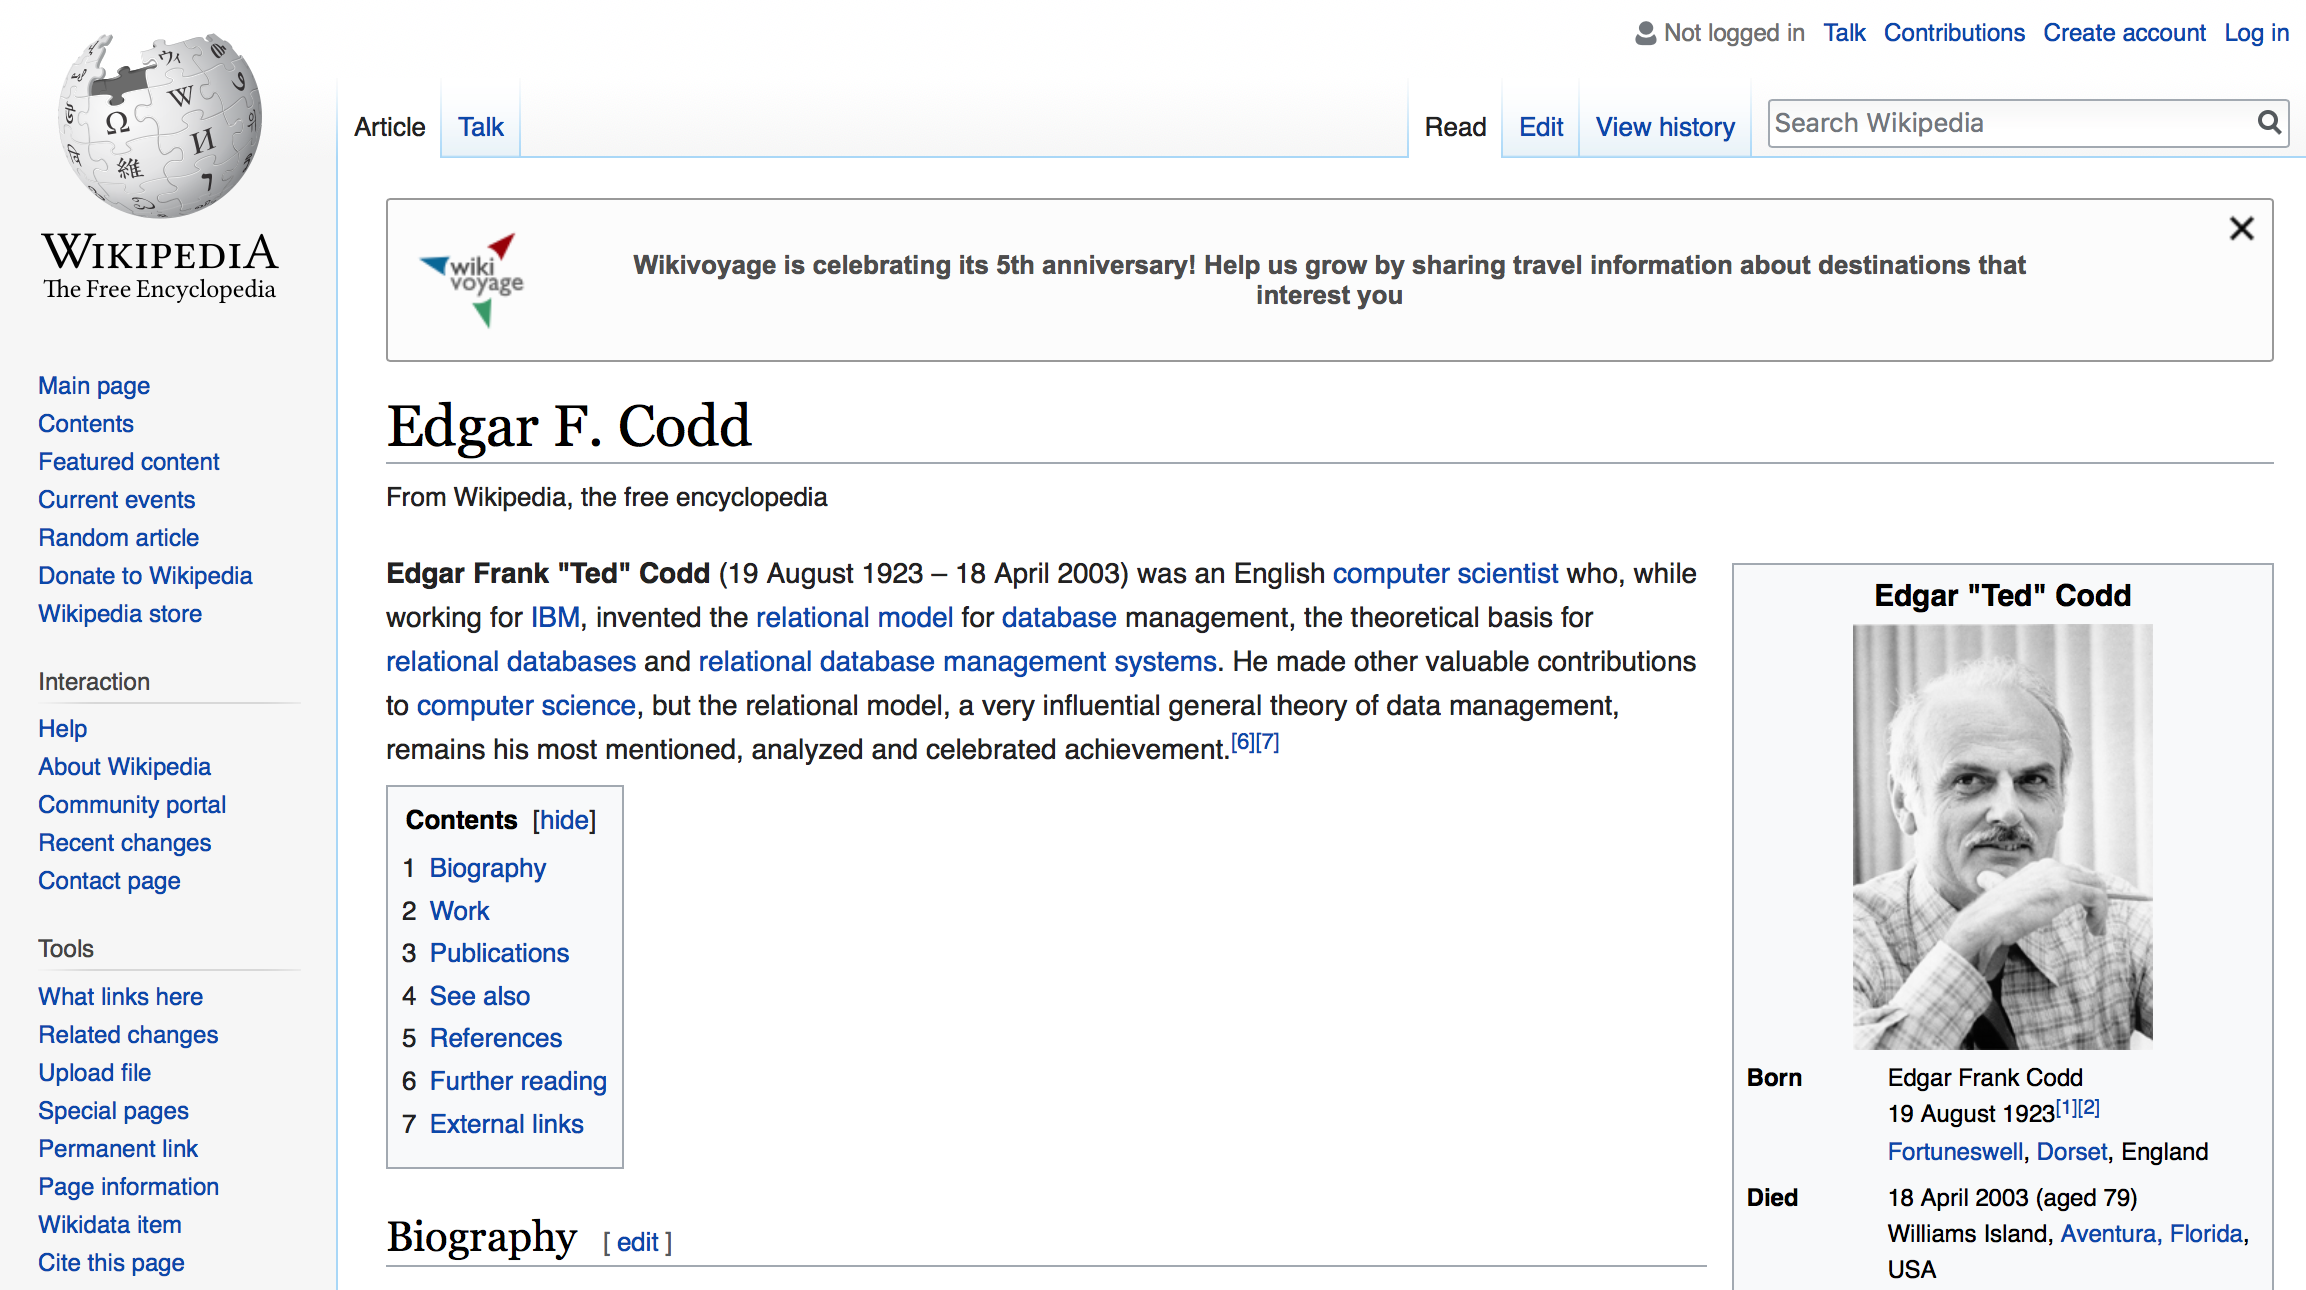 Not logged in Talk Contributions Create account Log in
Article Talk Read Edit View history Search Wikipedia
Ω W И 維 ウィ 7
WIKIPEDIA
The Free Encyclopedia
Main page
Contents
Featured content
Current events
Random article
Donate to Wikipedia
Wikipedia store
Interaction
Help
About Wikipedia
Community portal
Recent changes
Contact page
Tools
What links here
Related changes
Upload file
Special pages
Permanent link
Page information
Wikidata item
Cite this page
wiki
voyage
Wikivoyage is celebrating its 5th anniversary! Help us grow by sharing travel information about destinations that
interest you
Edgar F. Codd
From Wikipedia, the free encyclopedia
Edgar Frank "Ted" Codd (19 August 1923 – 18 April 2003) was an English computer scientist who, while
working for IBM, invented the relational model for database management, the theoretical basis for
relational databases and relational database management systems. He made other valuable contributions
to computer science, but the relational model, a very influential general theory of data management,
remains his most mentioned, analyzed and celebrated achievement.[6][7]
Contents [hide]
1 Biography
2 Work
3 Publications
4 See also
5 References
6 Further reading
7 External links
Biography [ edit ]
Edgar "Ted" Codd
Born Edgar Frank Codd
19 August 1923[1][2]
Fortuneswell, Dorset, England
Died 18 April 2003 (aged 79)
Williams Island, Aventura, Florida,
USA